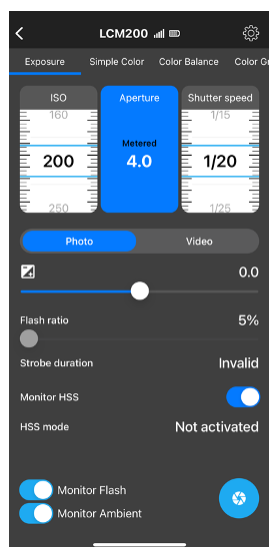 LCM200
Exposure Simple Color Color Balance Color Gr
ISO Aperture Shutter speed
160 1/15
Metered
200 4.0 1/20
250 1/25
Photo Video
0.0
Flash ratio 5%
Strobe duration Invalid
Monitor HSS
HSS mode Not activated
Monitor Flash
Monitor Ambient